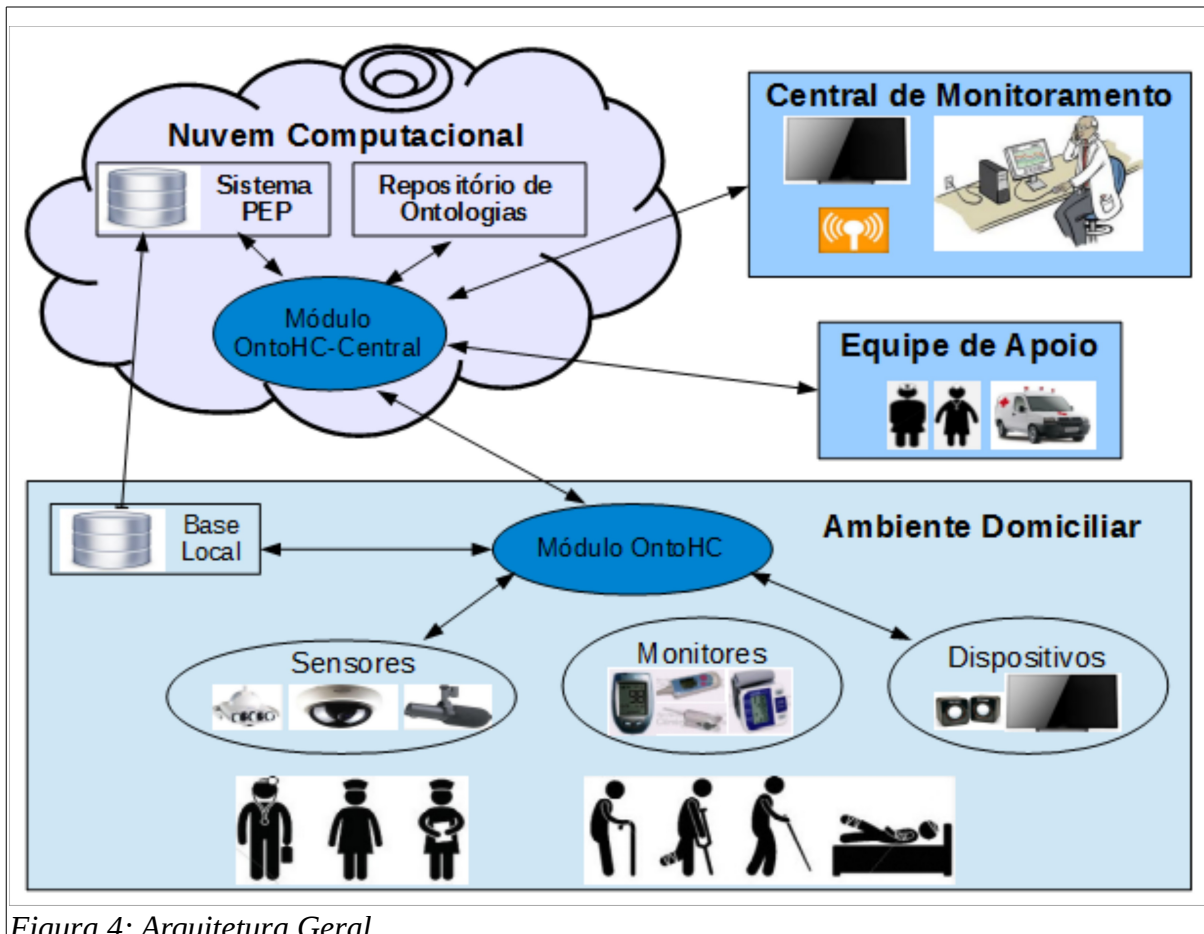 Nuvem Computacional
Sistema
PEP
Repositório de
Ontologias
Módulo
OntoHC-Central
Central de Monitoramento
Equipe de Apoio
Ambiente Domiciliar
Base
Local
Módulo OntoHC
Sensores
Monitores
Dispositivos
Figura 4: Arquitetura Geral